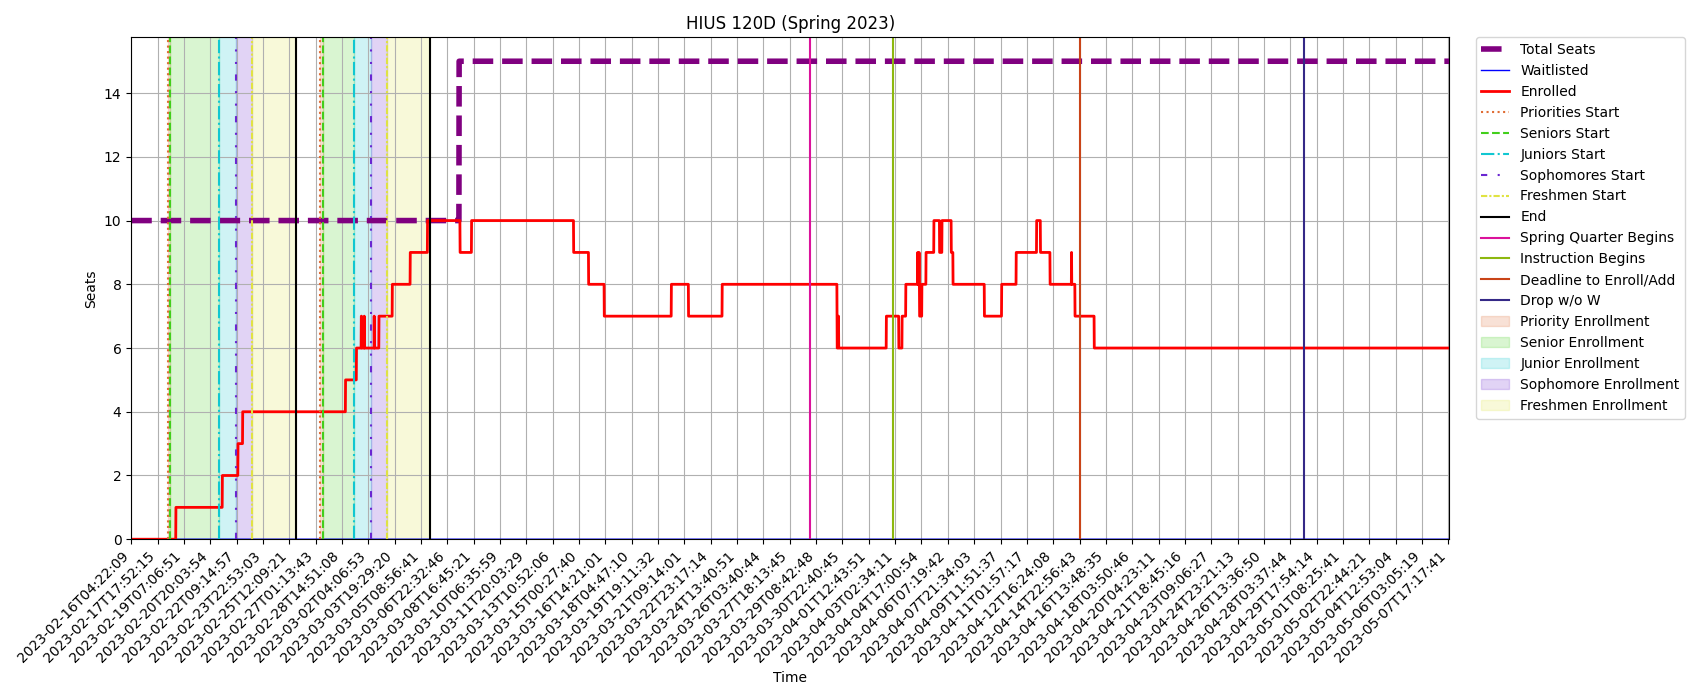 HIUS 120D (Spring 2023)
Seats
14
12
10
8
6
4
2
0
2023-02-16T04:22:09
2023-02-17T17:52:15
2023-02-19T07:06:51
2023-02-20T20:03:54
2023-02-22T09:14:57
2023-02-23T22:53:03
2023-02-25T12:09:21
2023-02-27T01:13:43
2023-02-28T14:51:08
2023-03-02T04:06:53
2023-03-03T19:29:20
2023-03-05T08:56:41
2023-03-06T22:32:46
2023-03-08T16:45:21
2023-03-10T06:35:59
2023-03-11T20:03:29
2023-03-13T10:52:06
2023-03-15T00:27:40
2023-03-16T14:21:01
2023-03-18T04:47:10
2023-03-19T19:11:32
2023-03-21T09:14:01
2023-03-22T23:17:14
2023-03-24T13:40:51
2023-03-26T03:40:44
2023-03-27T18:13:45
2023-03-29T08:42:48
2023-03-30T22:40:45
2023-04-01T12:43:51
2023-04-03T02:34:11
2023-04-04T17:00:54
2023-04-06T07:19:42
2023-04-07T21:34:03
2023-04-09T11:51:37
2023-04-11T01:57:17
2023-04-12T16:24:08
2023-04-14T22:56:43
2023-04-16T13:48:35
2023-04-18T03:50:46
2023-04-20T04:23:11
2023-04-21T18:45:16
2023-04-23T09:06:27
2023-04-24T23:21:13
2023-04-26T13:36:50
2023-04-28T03:37:44
2023-04-29T17:54:14
2023-05-01T08:25:41
2023-05-02T22:44:21
2023-05-04T12:53:04
2023-05-06T03:05:19
2023-05-07T17:17:41
Time
Total Seats
Waitlisted
Enrolled
Priorities Start
Seniors Start
Juniors Start
Sophomores Start
Freshmen Start
End
Spring Quarter Begins
Instruction Begins
Deadline to Enroll/Add
Drop w/o W
Priority Enrollment
Senior Enrollment
Junior Enrollment
Sophomore Enrollment
Freshmen Enrollment